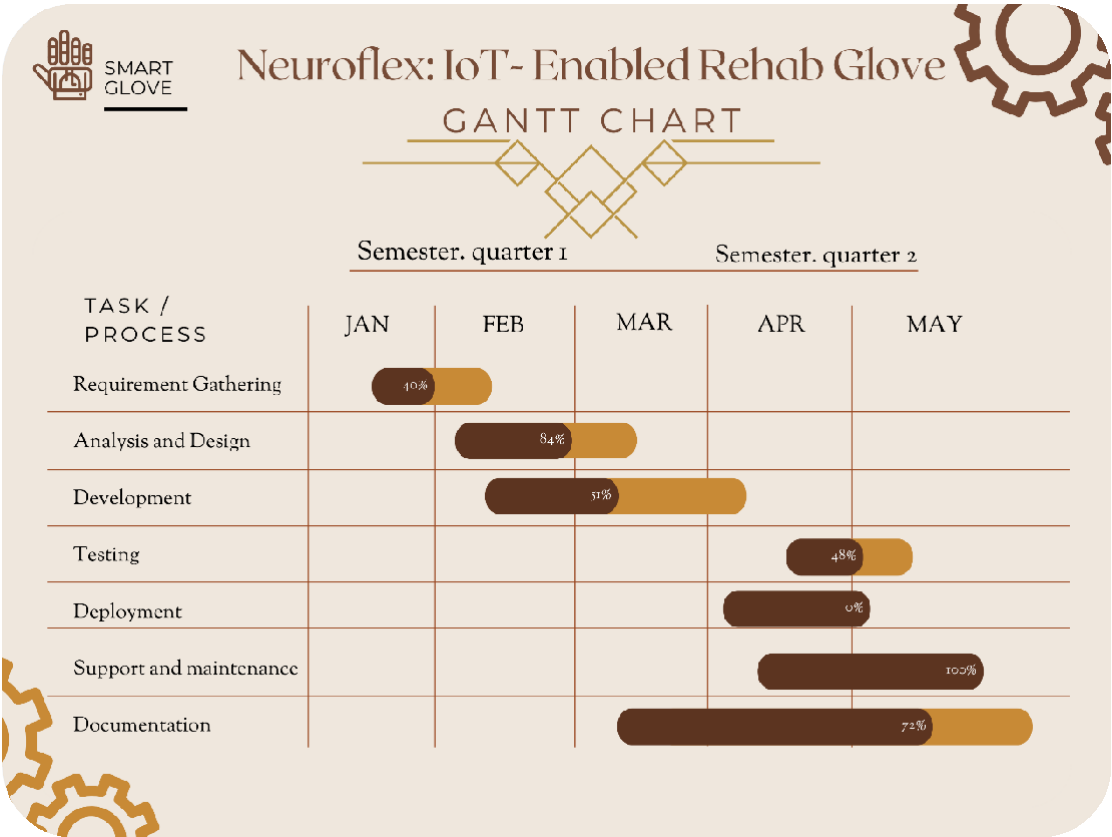 SMART
GLOVE
Neuroflex: IoT- Enabled Rehab Glove
GANTT CHART
Semester. quarter 1
Semester. quarter 2
TASK /
PROCESS
JAN
FEB
MAR
APR
MAY
Requirement Gathering
40%
Analysis and Design
84%
Development
51%
Testing
48%
Deployment
0%
Support and maintenance
100%
Documentation
72%